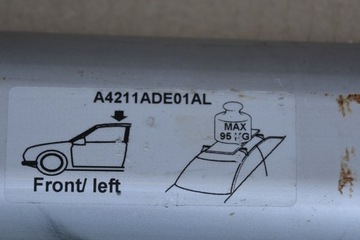 A4211ADE01AL
MAX
95 KG
Front/ left